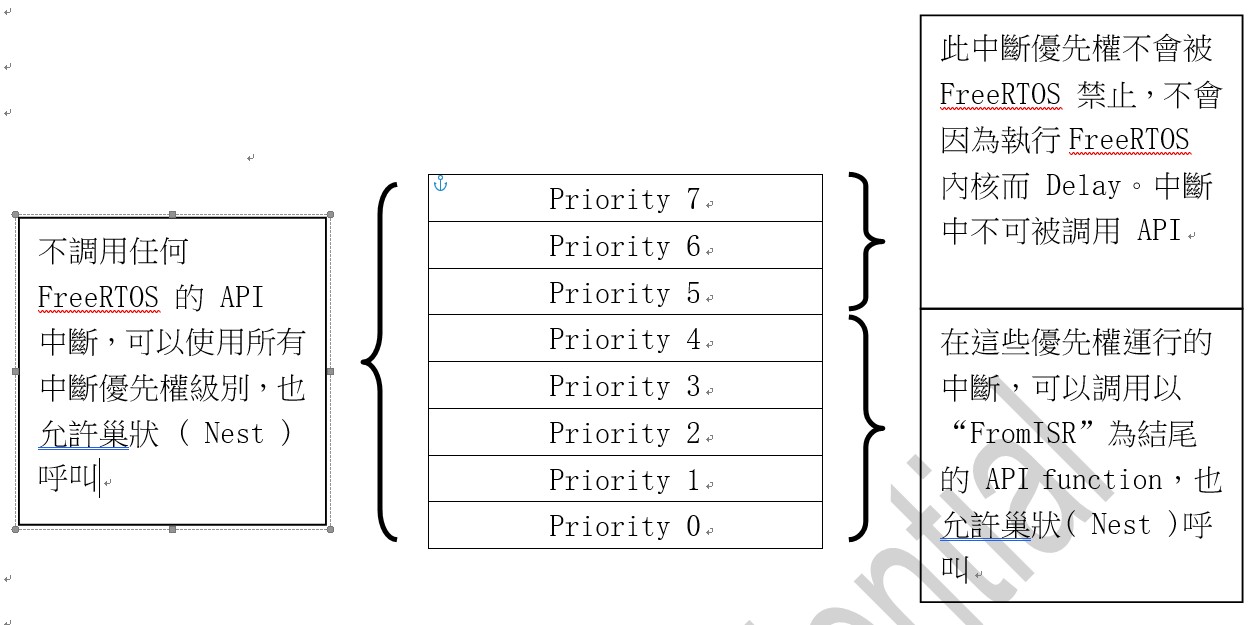 不調用任何
FreeRTOS 的 API
中斷，可以使用所有
中斷優先權級別，也
允許巢狀 ( Nest )
呼叫
Priority 7
Priority 6
Priority 5
Priority 4
Priority 3
Priority 2
Priority 1
Priority 0
此中斷優先權不會被
FreeRTOS 禁止，不會
因為執行 FreeRTOS
內核而 Delay。中斷
中不可被調用 API
在這些優先權運行的
中斷，可以調用以
“FromISR”為結尾
的 API function，也
允許巢狀( Nest )呼
叫